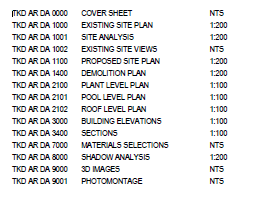 TKD AR DA 0000 COVER SHEET NTS
TKD AR DA 1000 EXISTING SITE PLAN 1:200
TKD AR DA 1001 SITE ANALYSIS 1:200
TKD AR DA 1002 EXISTING SITE VIEWS NTS
TKD AR DA 1100 PROPOSED SITE PLAN 1:200
TKD AR DA 1400 DEMOLITION PLAN 1:200
TKD AR DA 2100 PLANT LEVEL PLAN 1:100
TKD AR DA 2101 POOL LEVEL PLAN 1:100
TKD AR DA 2102 ROOF LEVEL PLAN 1:100
TKD AR DA 3000 BUILDING ELEVATIONS 1:100
TKD AR DA 3400 SECTIONS 1:100
TKD AR DA 7000 MATERIALS SELECTIONS NTS
TKD AR DA 8000 SHADOW ANALYSIS 1:200
TKD AR DA 9000 3D IMAGES NTS
TKD AR DA 9001 PHOTOMONTAGE NTS